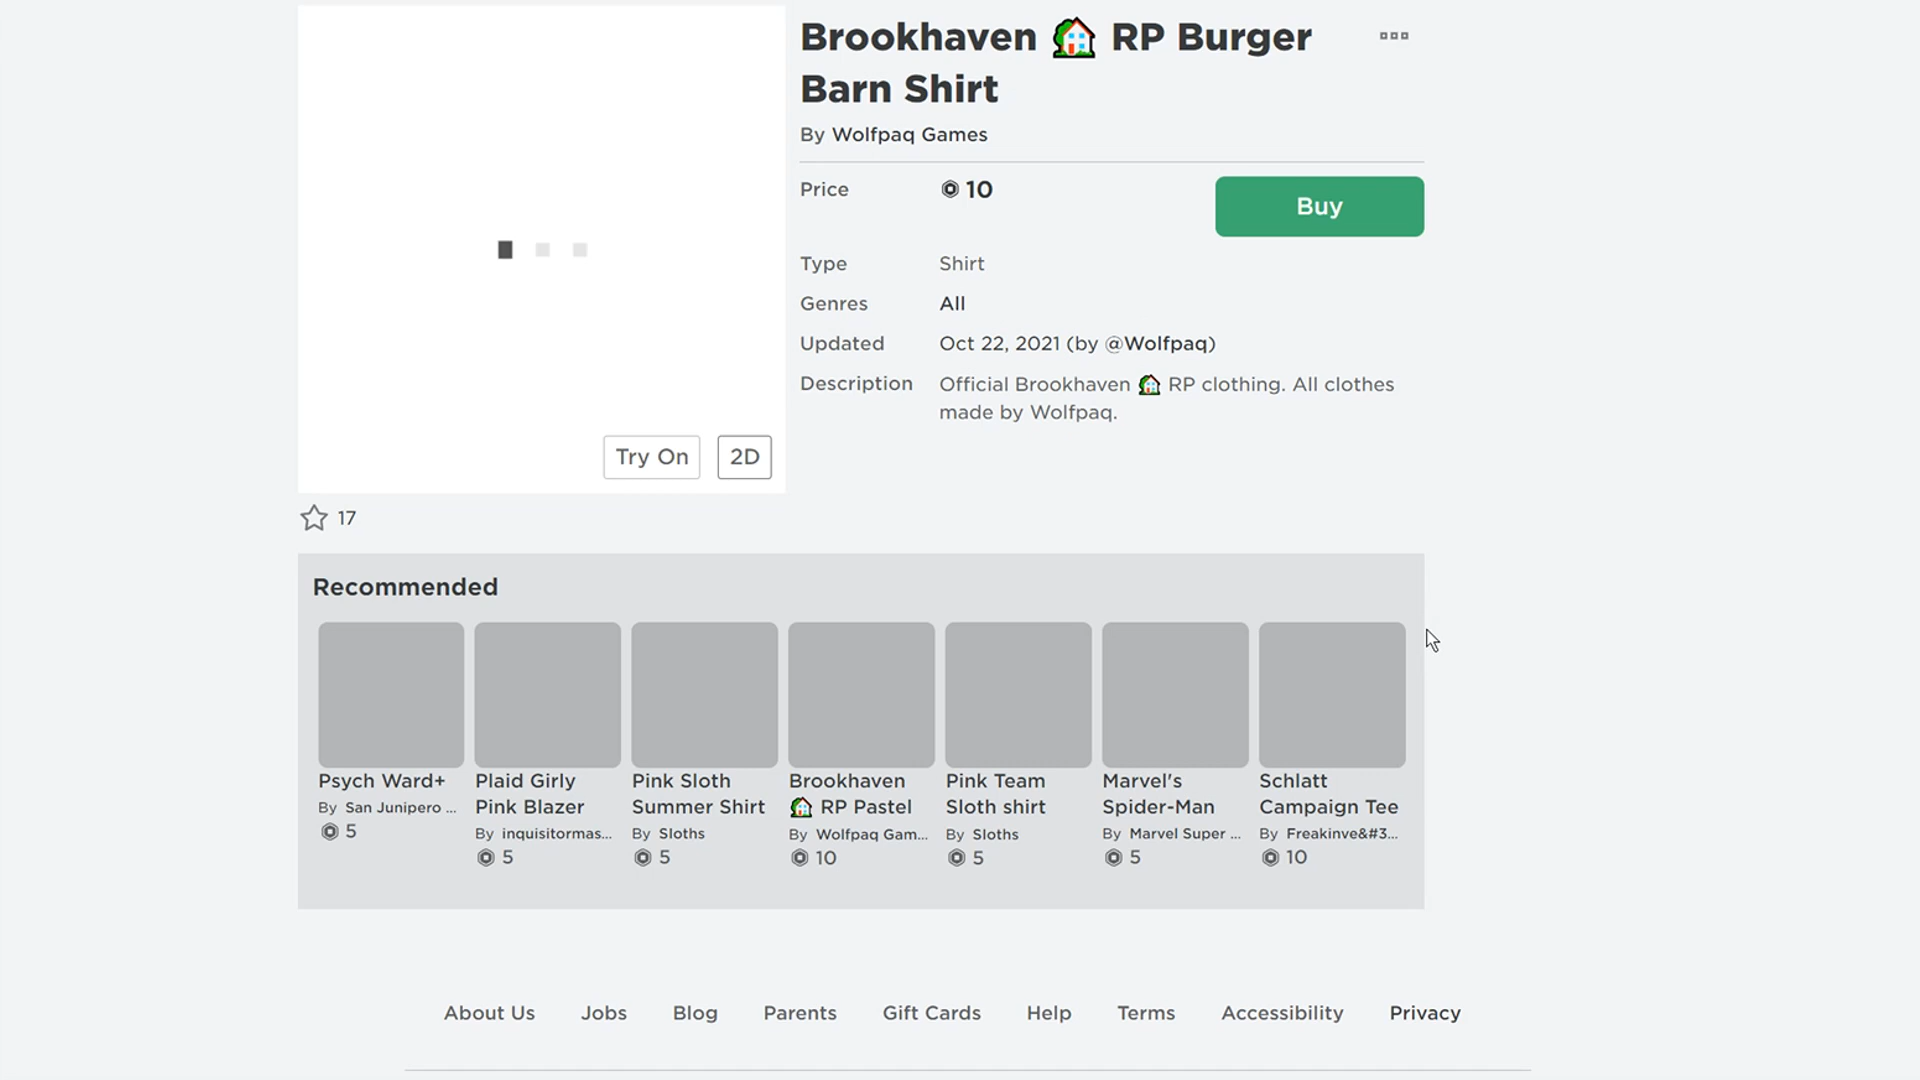 Brookhaven 🏠 RP Burger
Barn Shirt
By Wolfpaq Games
Price 10
Buy
Type Shirt
Genres All
Updated Oct 22, 2021 (by @Wolfpaq)
Description Official Brookhaven 🏠 RP clothing. All clothes
made by Wolfpaq.
Try On 2D
17
Recommended
Psych Ward+
By San Junipero ...
5
Plaid Girly
Pink Blazer
By inquisitormas...
5
Pink Sloth
Summer Shirt
By Sloths
5
Brookhaven
🏠 RP Pastel
By Wolfpaq Gam...
10
Pink Team
Sloth shirt
By Sloths
5
Marvel's
Spider-Man
By Marvel Super ...
5
Schlatt
Campaign Tee
By Freakinve&#3...
10
About Us Jobs Blog Parents Gift Cards Help Terms Accessibility Privacy